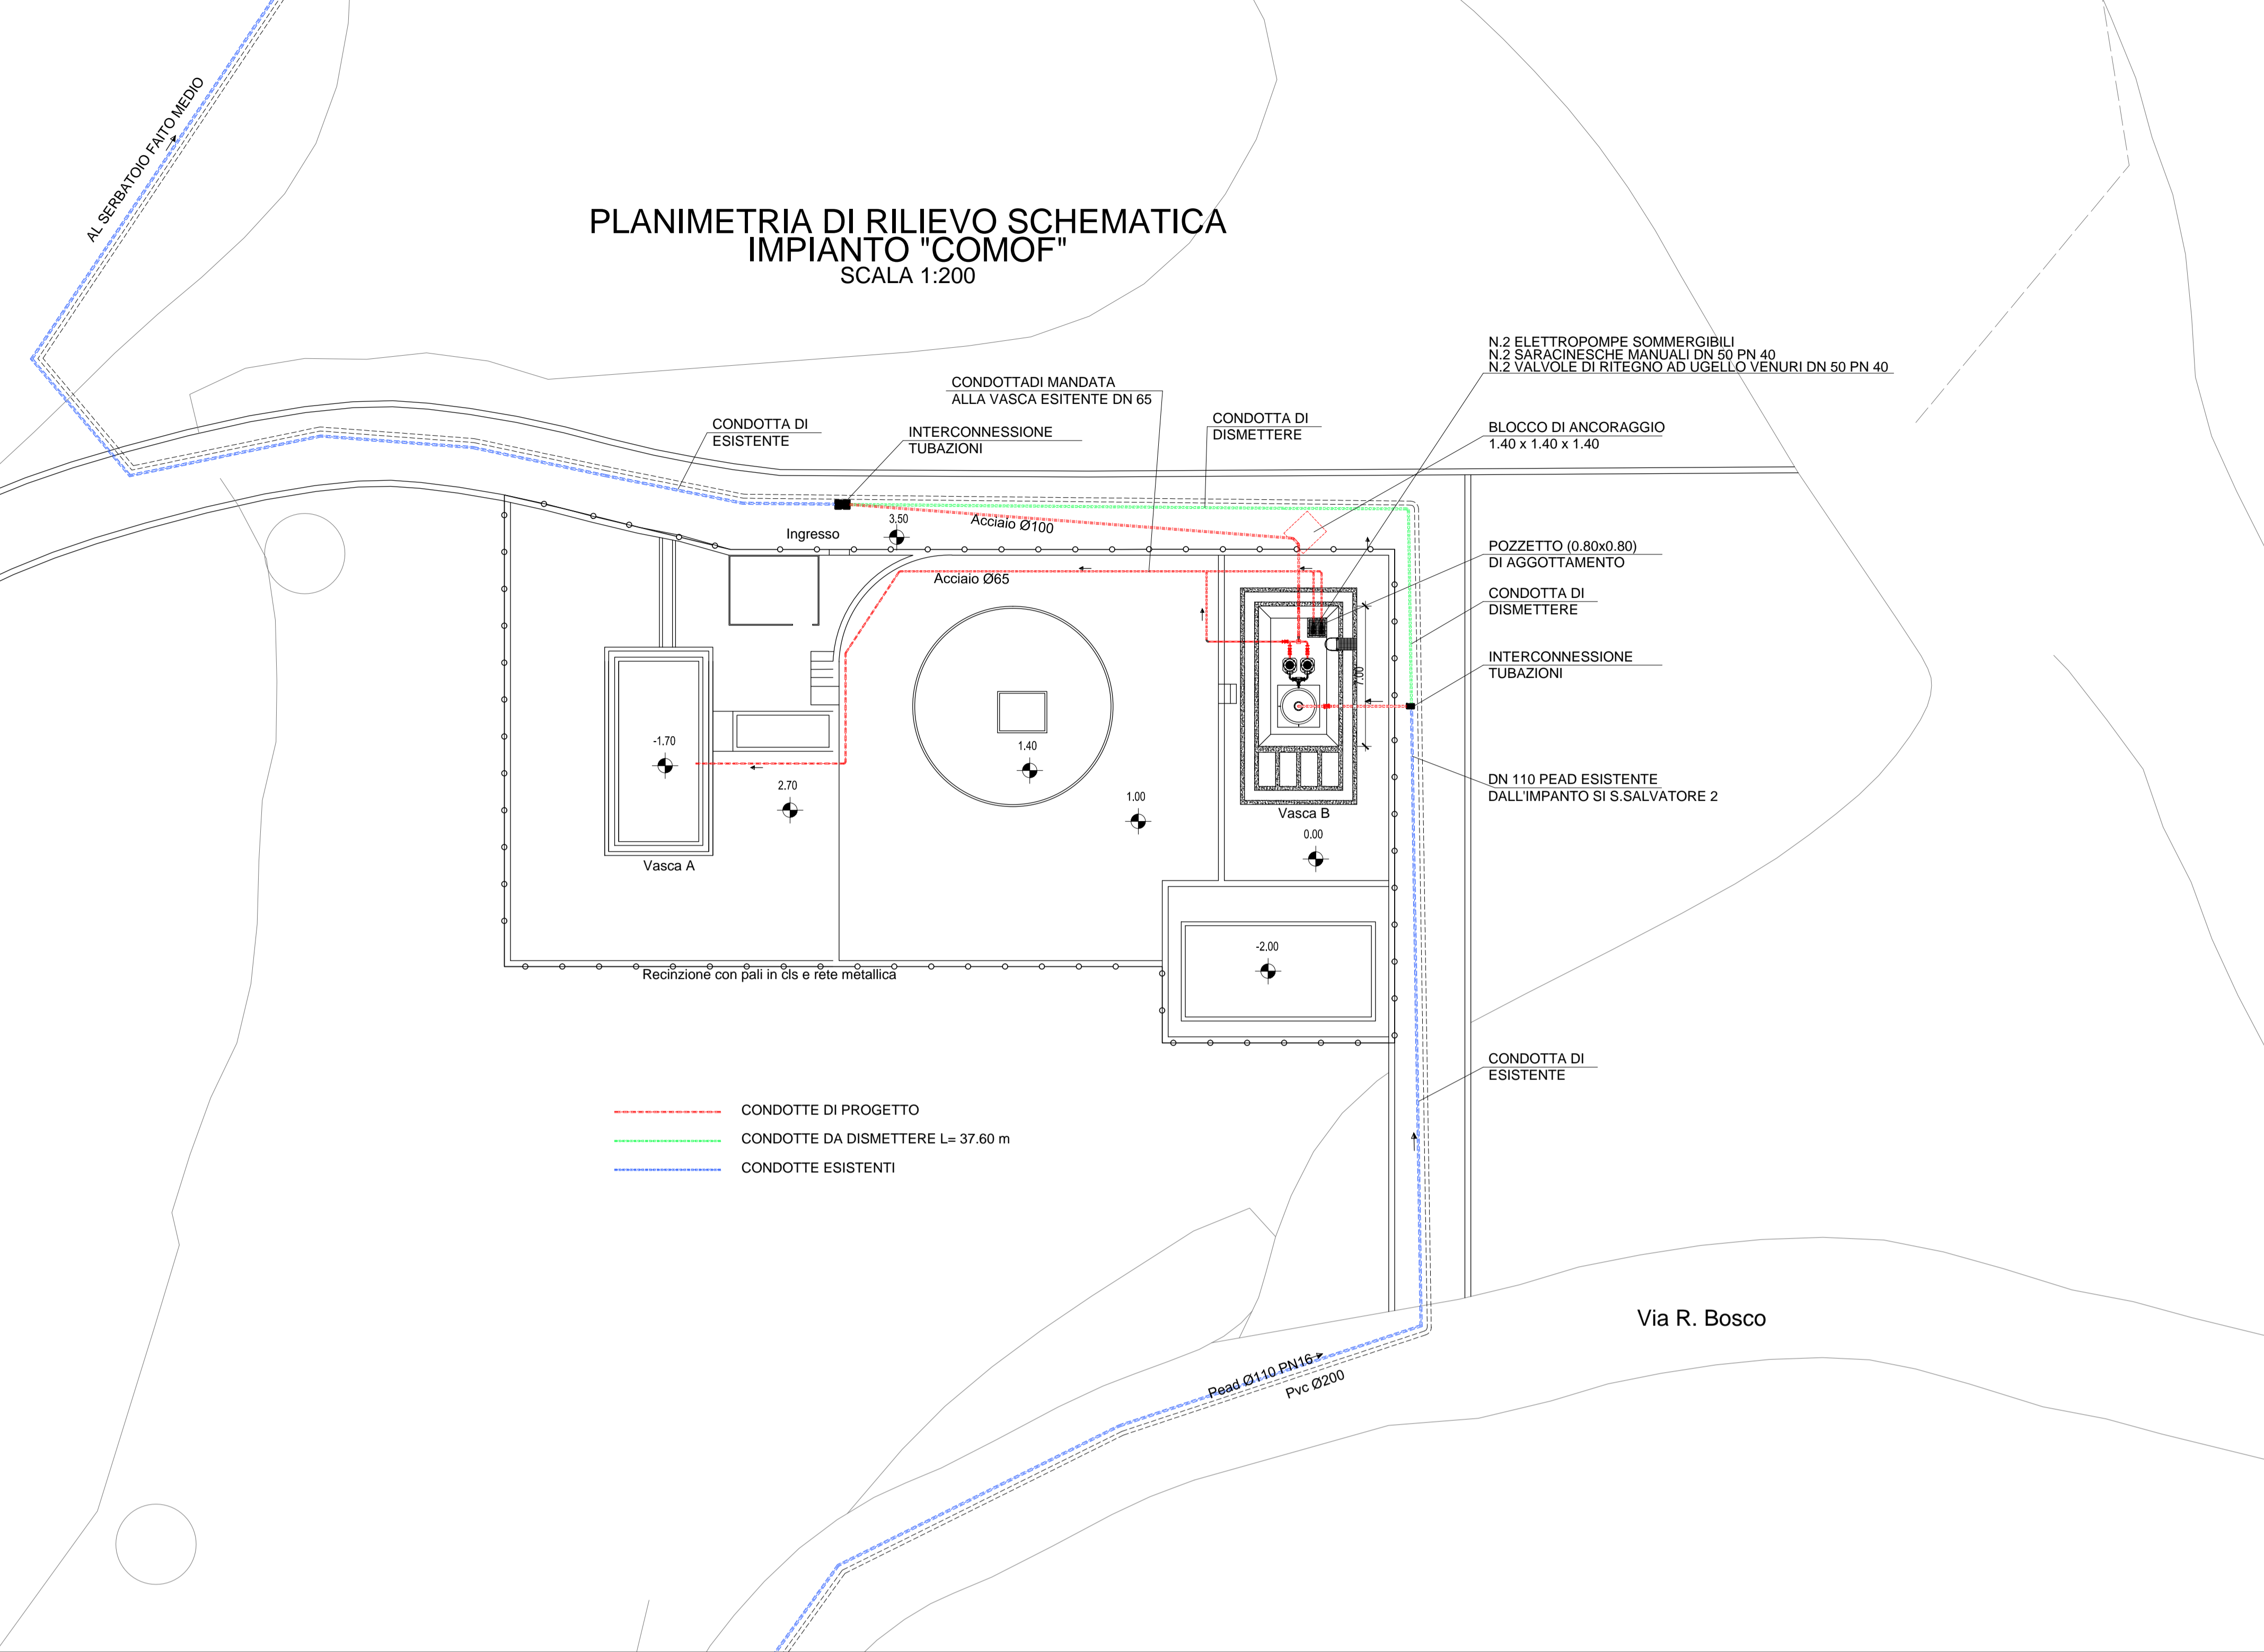 AL SERBATOIO FAITO MEDIO
PLANIMETRIA DI RILIEVO SCHEMATICA
IMPIANTO "COMOF"
SCALA 1:200
N.2 ELETTROPOMPE SOMMERGIBILI
N.2 SARACINESCHE MANUALI DN 50 PN 40
N.2 VALVOLE DI RITEGNO AD UGELLO VENURI DN 50 PN 40
CONDOTTADI MANDATA
ALLA VASCA ESITENTE DN 65
CONDOTTA DI
ESISTENTE
INTERCONNESSIONE
TUBAZIONI
CONDOTTA DI
DISMETTERE
BLOCCO DI ANCORAGGIO
1.40 x 1.40 x 1.40
Ingresso
3,50
Acciaio Ø100
Acciaio Ø65
POZZETTO (0.80x0.80)
DI AGGOTTAMENTO
CONDOTTA DI
DISMETTERE
INTERCONNESSIONE
TUBAZIONI
7.00
-1.70
1.40
2.70
1.00
DN 110 PEAD ESISTENTE
DALL'IMPANTO SI S.SALVATORE 2
Vasca B
0.00
Vasca A
-2.00
Recinzione con pali in cls e rete metallica
CONDOTTA DI
ESISTENTE
CONDOTTE DI PROGETTO
CONDOTTE DA DISMETTERE L= 37.60 m
CONDOTTE ESISTENTI
Via R. Bosco
Pead Ø110 PN16
Pvc Ø200